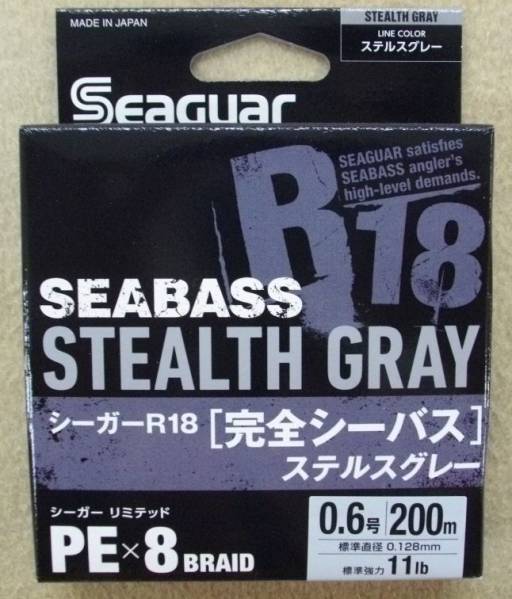 MADE IN JAPAN
STEALTH GRAY
LINE COLOR
ステルスグレー
Seaguar
R18
SEAGUAR satisfies
SEABASS angler's
high-level demands.
SEABASS
STEALTH GRAY
シーガーR18 [完全シーバス]
ステルスグレー
シーガー リミテッド
PE×8 BRAID
0.6号 200m
標準直径 0.128mm
標準強力 11lb